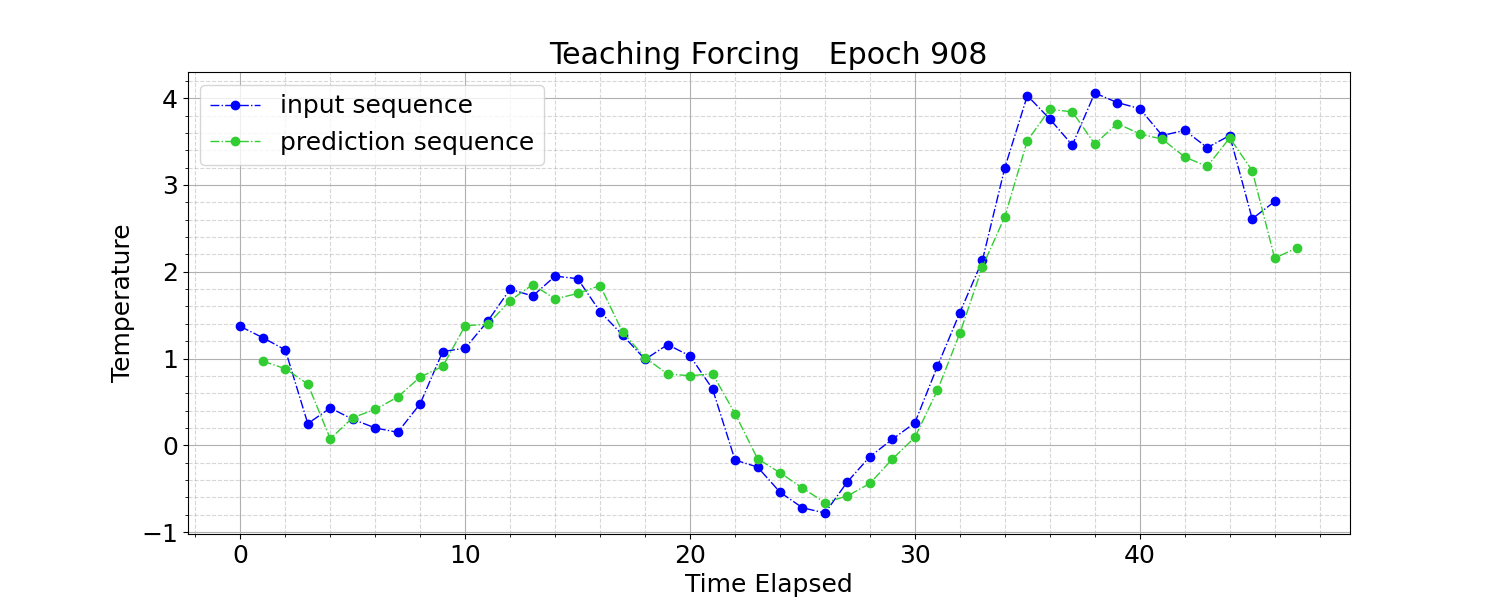 Teaching Forcing   Epoch 908
input sequence
prediction sequence
Temperature
4
3
2
1
0
−1
0 10 20 30 40
Time Elapsed